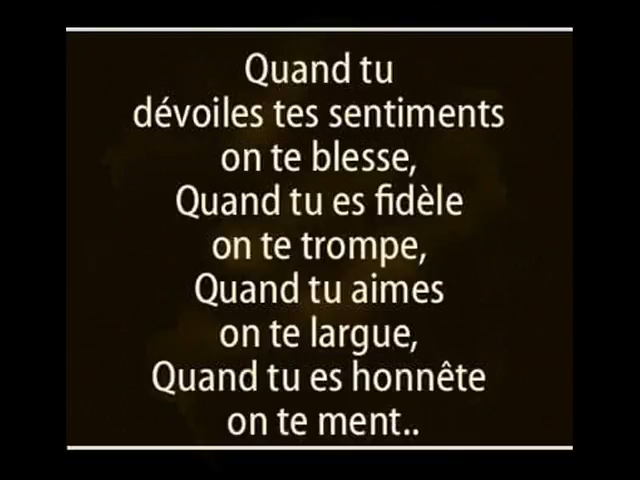 Quand tu
dévoiles tes sentiments
on te blesse,
Quand tu es fidèle
on te trompe,
Quand tu aimes
on te largue,
Quand tu es honnête
on te ment..